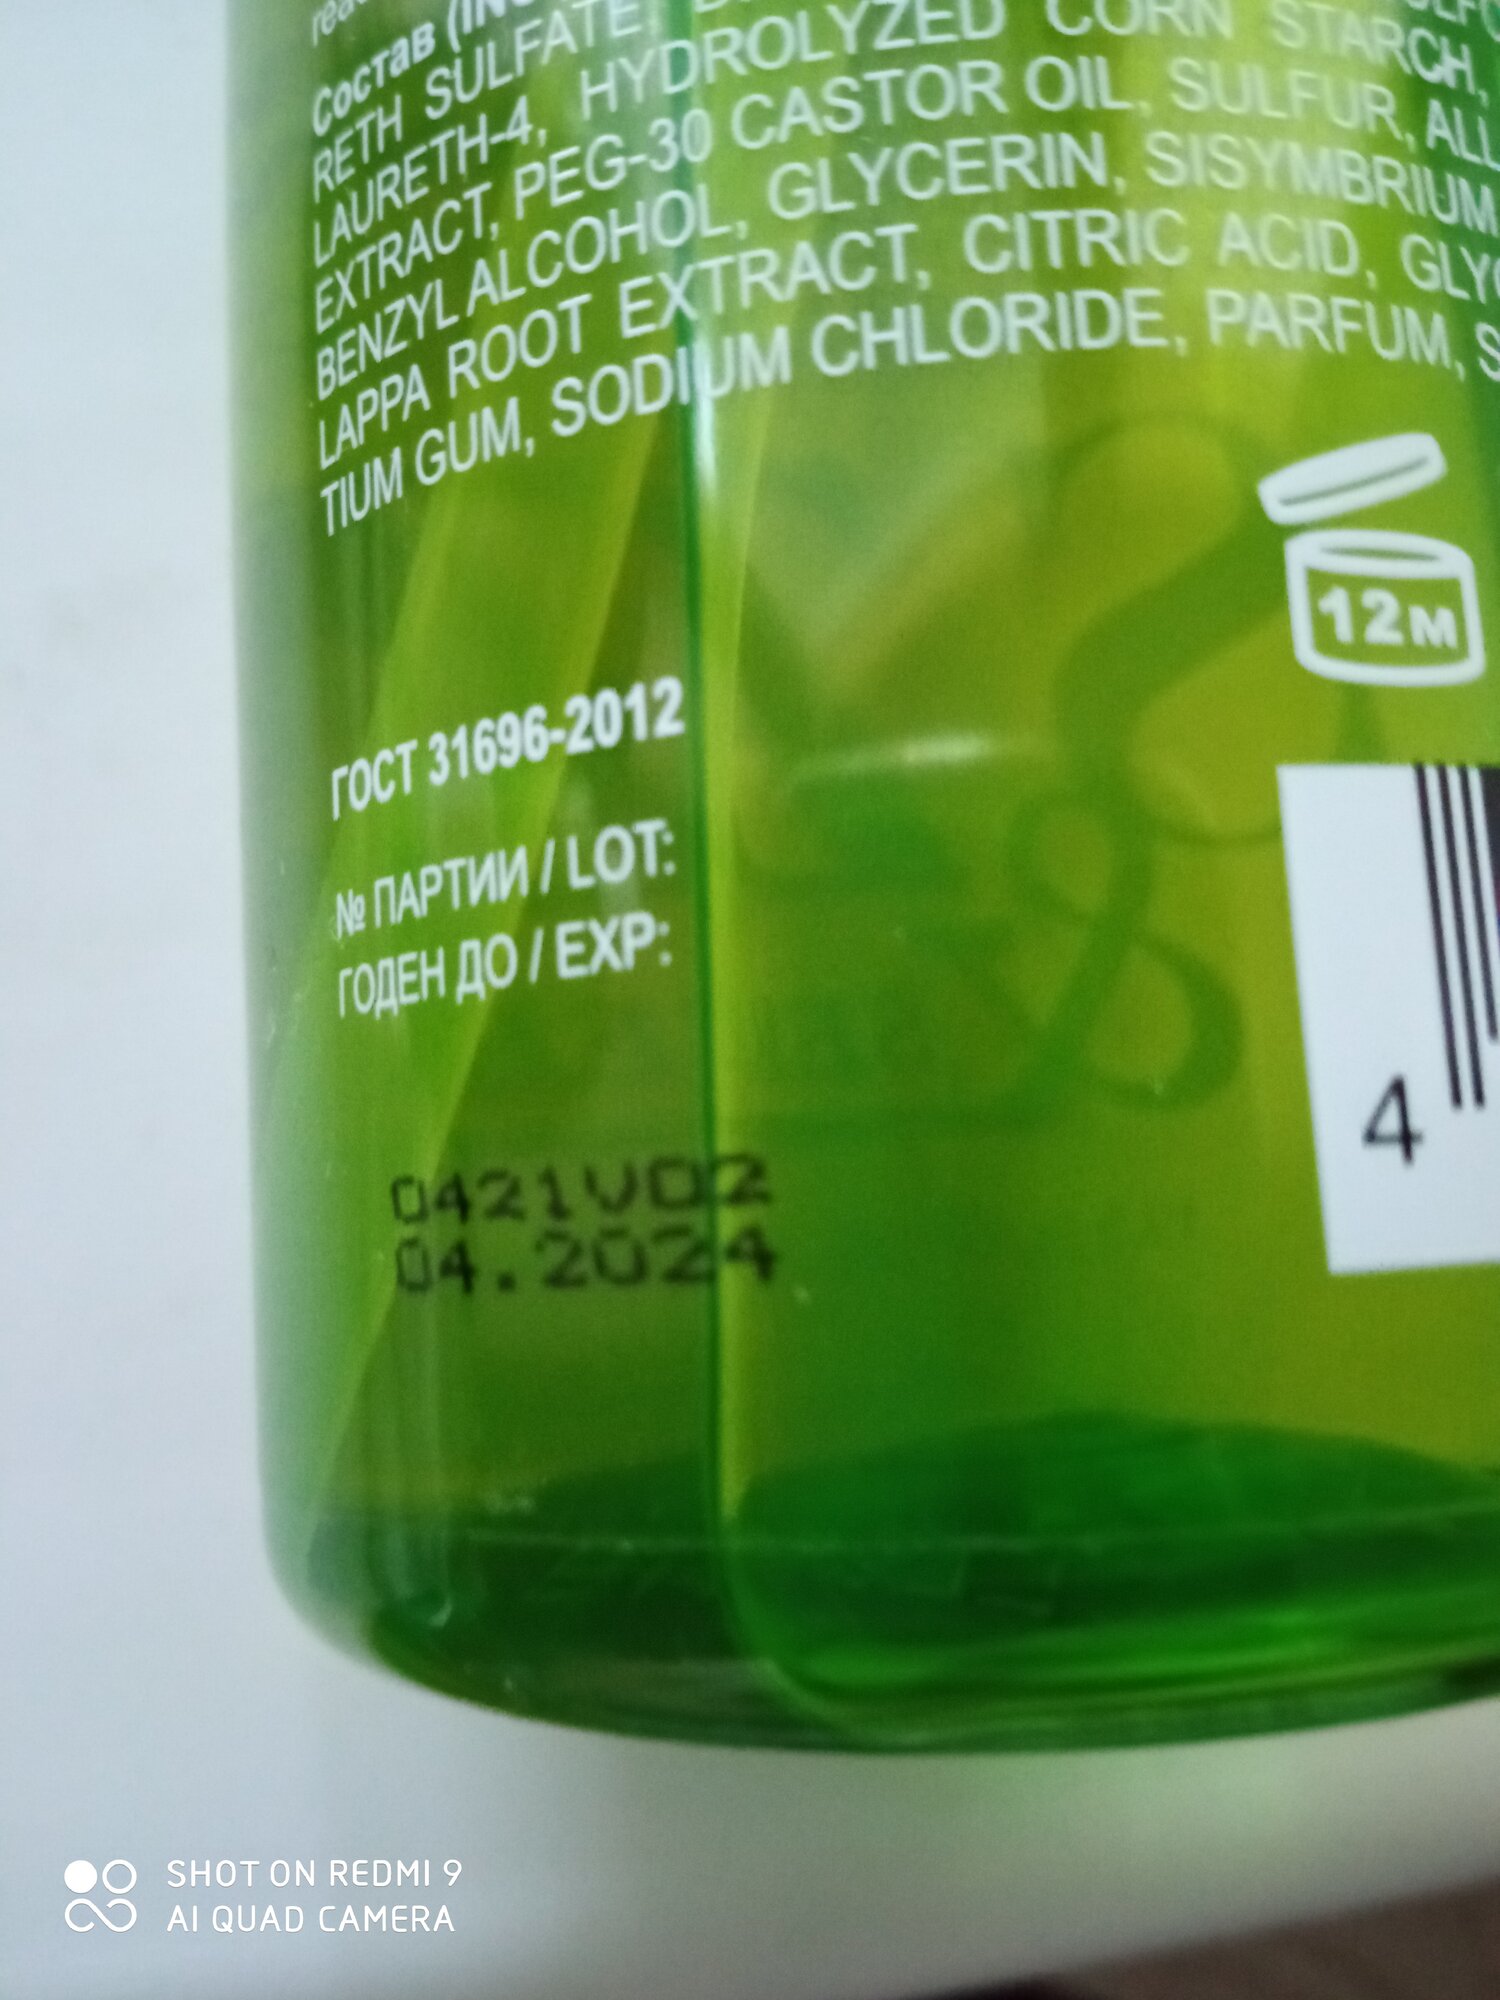 Состав
RETH SULFATE,
LAURETH-4, HYDROLYZED CORN STARCH,
EXTRACT, PEG-30 CASTOR OIL, SULFUR,
BENZYL ALCOHOL, GLYCERIN, SISYMBRIUM
LAPPA ROOT EXTRACT, CITRIC ACID,
TIUM GUM, SODIUM CHLORIDE, PARFUM,
12м
ГОСТ 31696-2012
№ ПАРТИИ / LOT:
ГОДЕН ДО / EXP:
4
0421V02
04.2024
SHOT ON REDMI 9
AI QUAD CAMERA